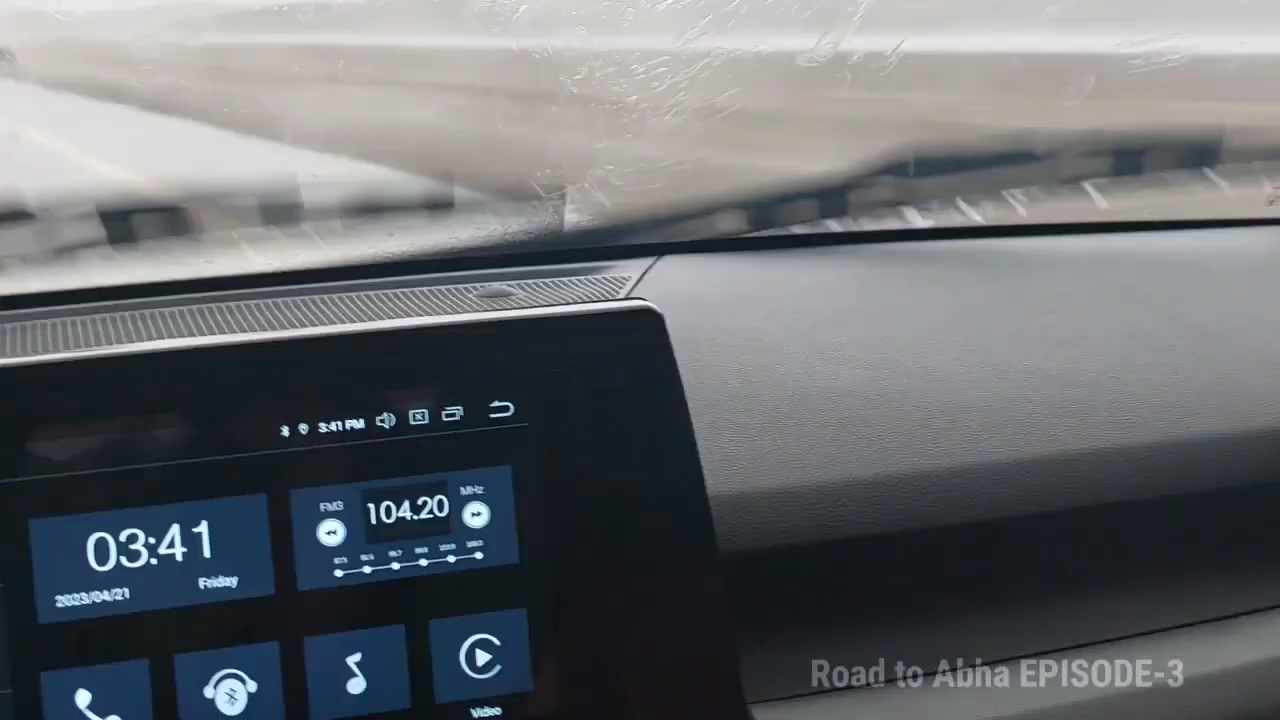 3:41 PM
03:41
2023/04/21
Friday
FM3
104.20
MHz
Video
Road to Abha EPISODE-3